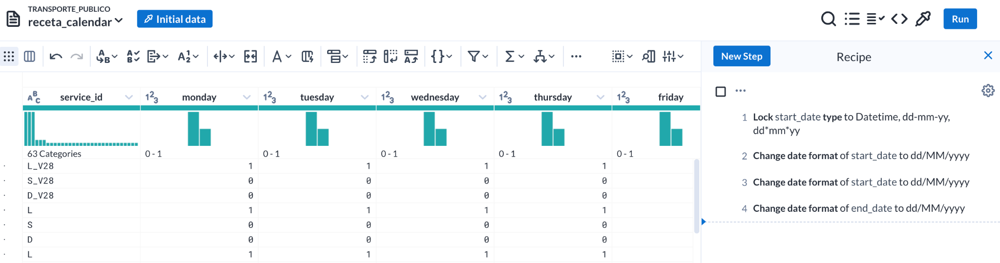 TRANSPORTE_PUBLICO
receta_calendar
Initial data
Run
New Step
Recipe
service_id
monday
tuesday
wednesday
thursday
friday
63 Categories
0 - 1
0 - 1
0 - 1
0 - 1
0 - 1
L_V28 1 1 1 1
S_V28 0 0 0 0
D_V28 0 0 0 0
L 1 1 1 1
S 0 0 0 0
D 0 0 0 0
L 1 1 1 1
1 Lock start_date type to Datetime, dd-mm-yy,
dd*mm*yy
2 Change date format of start_date to dd/MM/yyyy
3 Change date format of start_date to dd/MM/yyyy
4 Change date format of end_date to dd/MM/yyyy